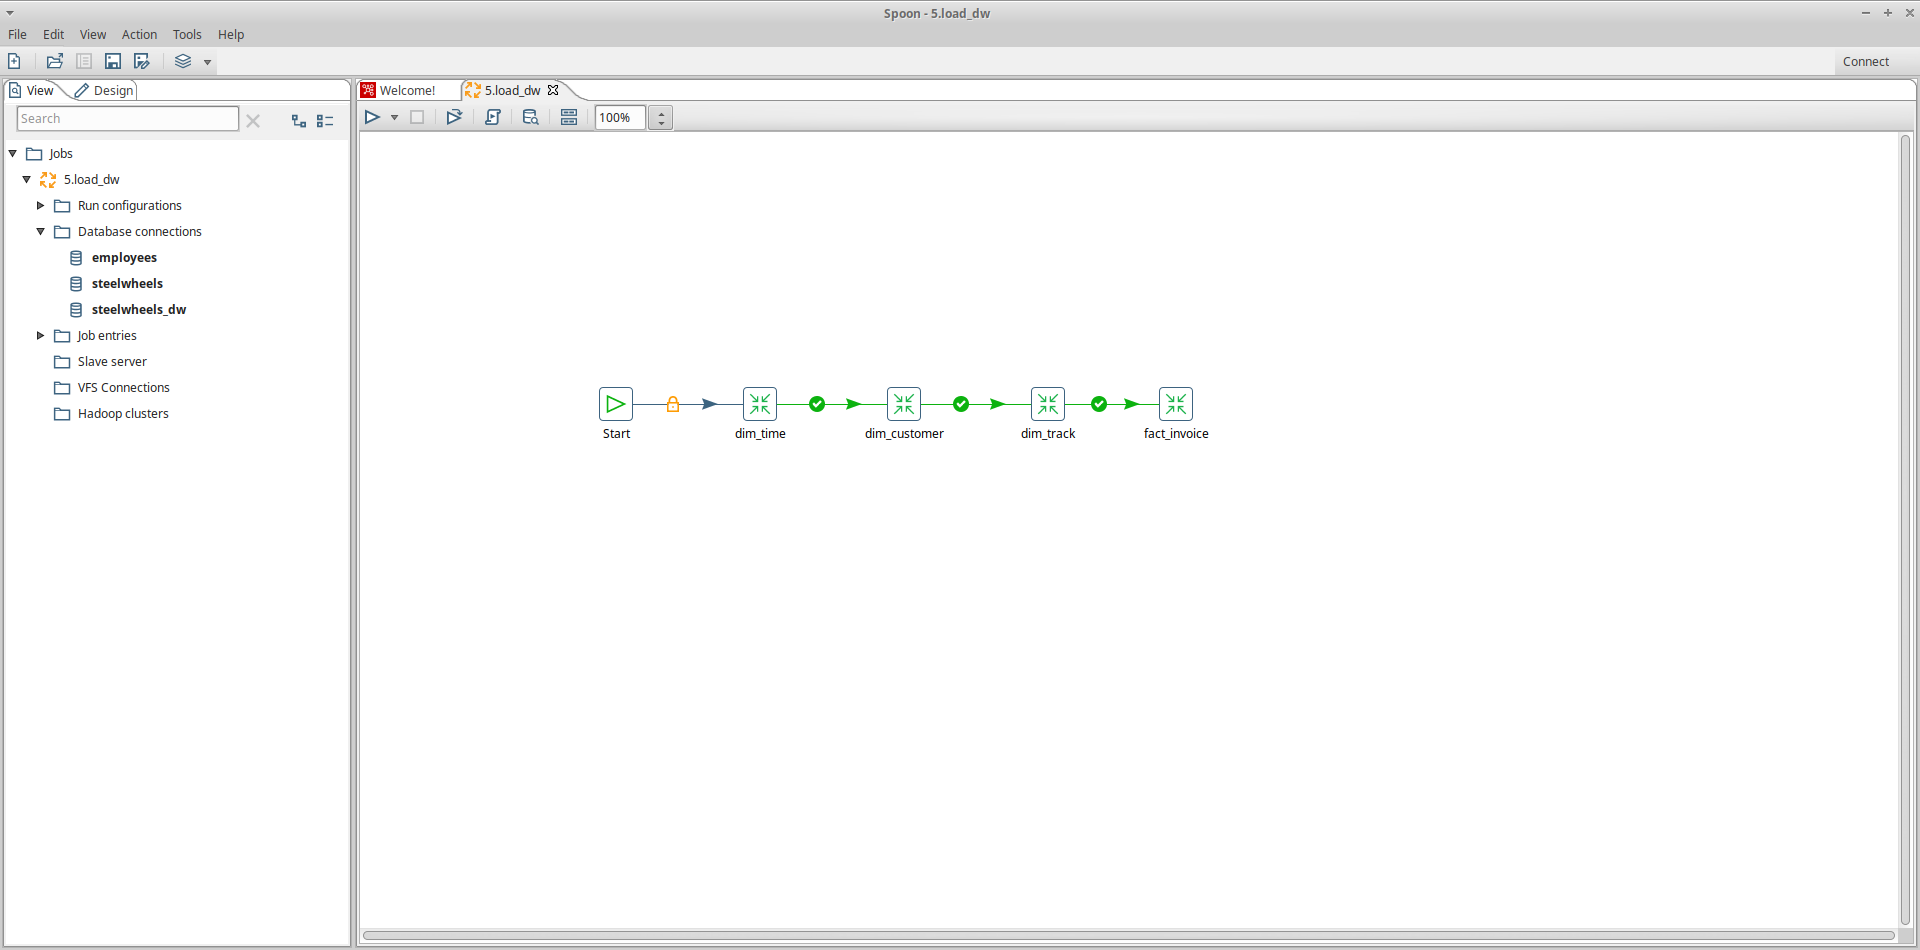 Spoon - 5.load_dw
File Edit View Action Tools Help
Connect
View Design
Welcome! 5.load_dw
Search
100%
Jobs
5.load_dw
Run configurations
Database connections
employees
steelwheels
steelwheels_dw
Job entries
Slave server
VFS Connections
Hadoop clusters
Start dim_time dim_customer dim_track fact_invoice